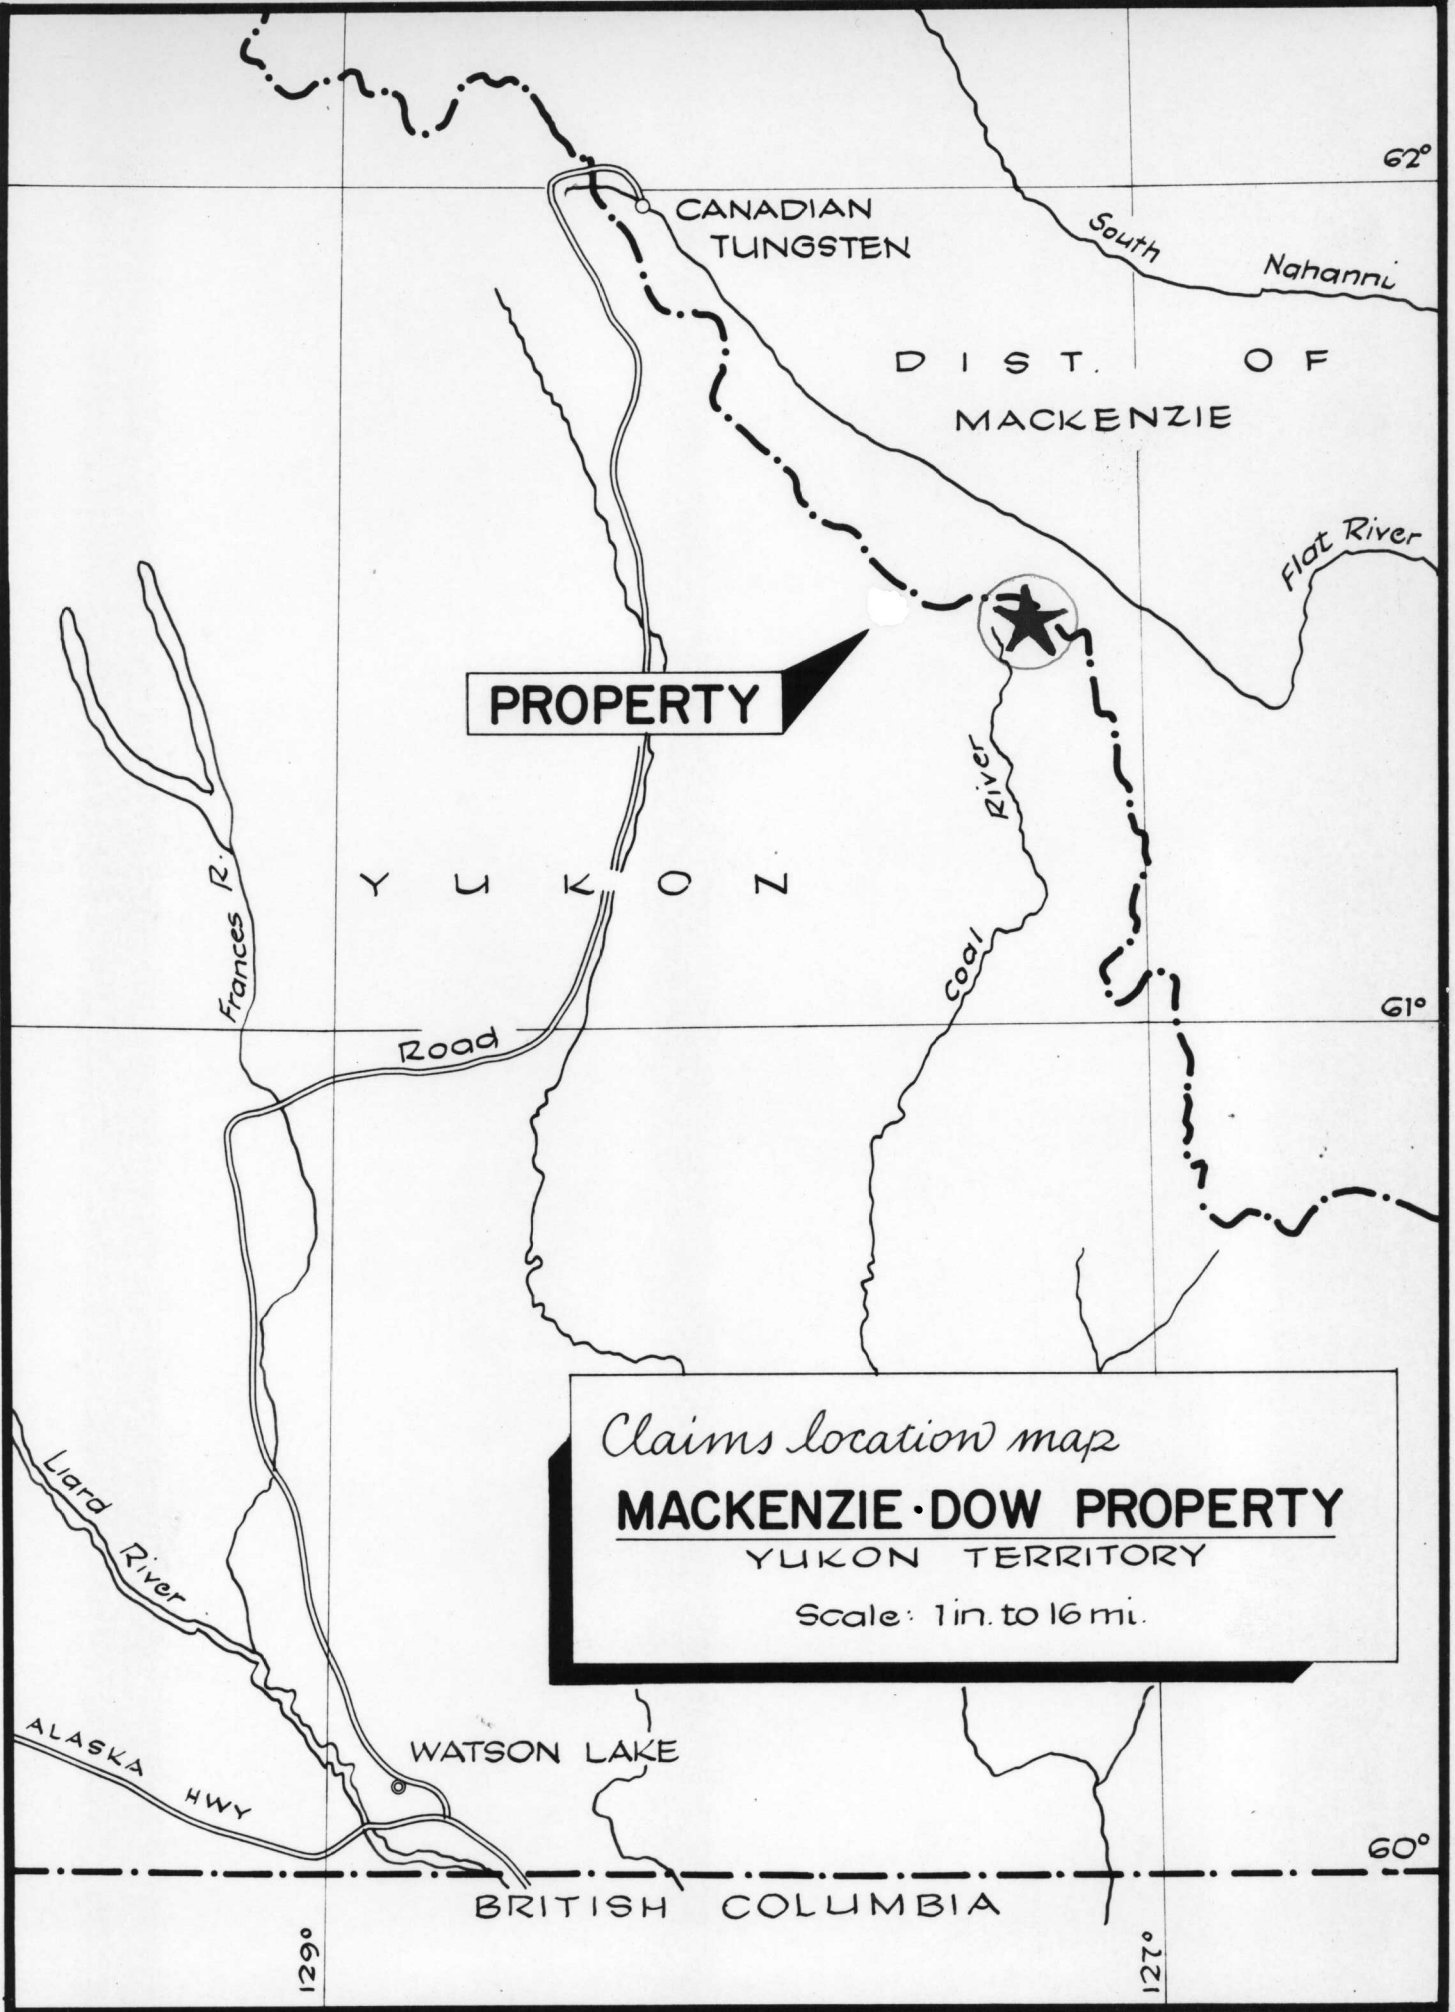 62°
CANADIAN
TUNGSTEN
South
Nahanni
DIST. OF
MACKENZIE
Flat River
PROPERTY
River
Coal
YUKON
Frances R.
61°
Road
Claims location map
MACKENZIE·DOW PROPERTY
YUKON TERRITORY
Scale: 1 in. to 16 mi.
Liard
River
ALASKA
HWY
WATSON LAKE
60°
BRITISH COLUMBIA
129°
127°